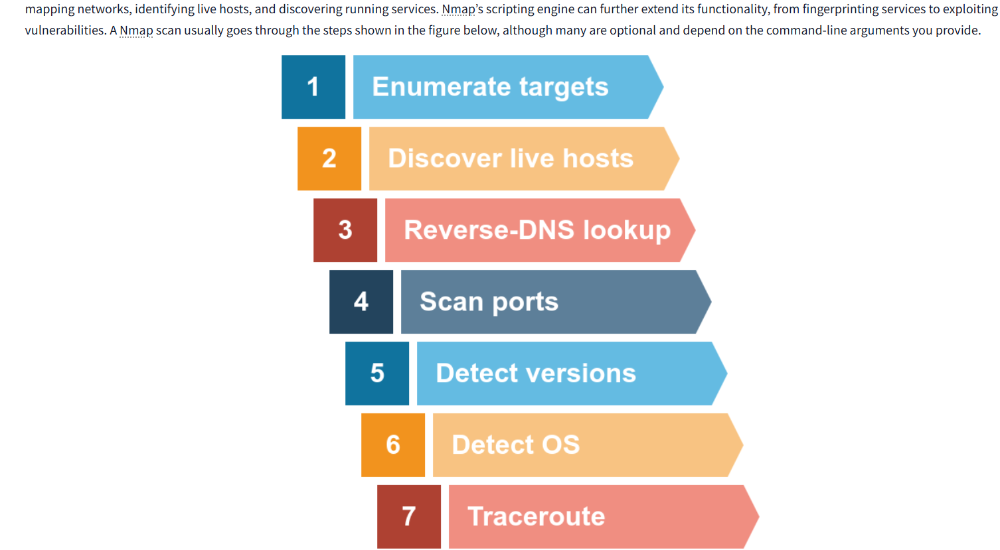 mapping networks, identifying live hosts, and discovering running services. Nmap’s scripting engine can further extend its functionality, from fingerprinting services to exploiting
vulnerabilities. A Nmap scan usually goes through the steps shown in the figure below, although many are optional and depend on the command-line arguments you provide.
1 Enumerate targets
2 Discover live hosts
3 Reverse-DNS lookup
4 Scan ports
5 Detect versions
6 Detect OS
7 Traceroute